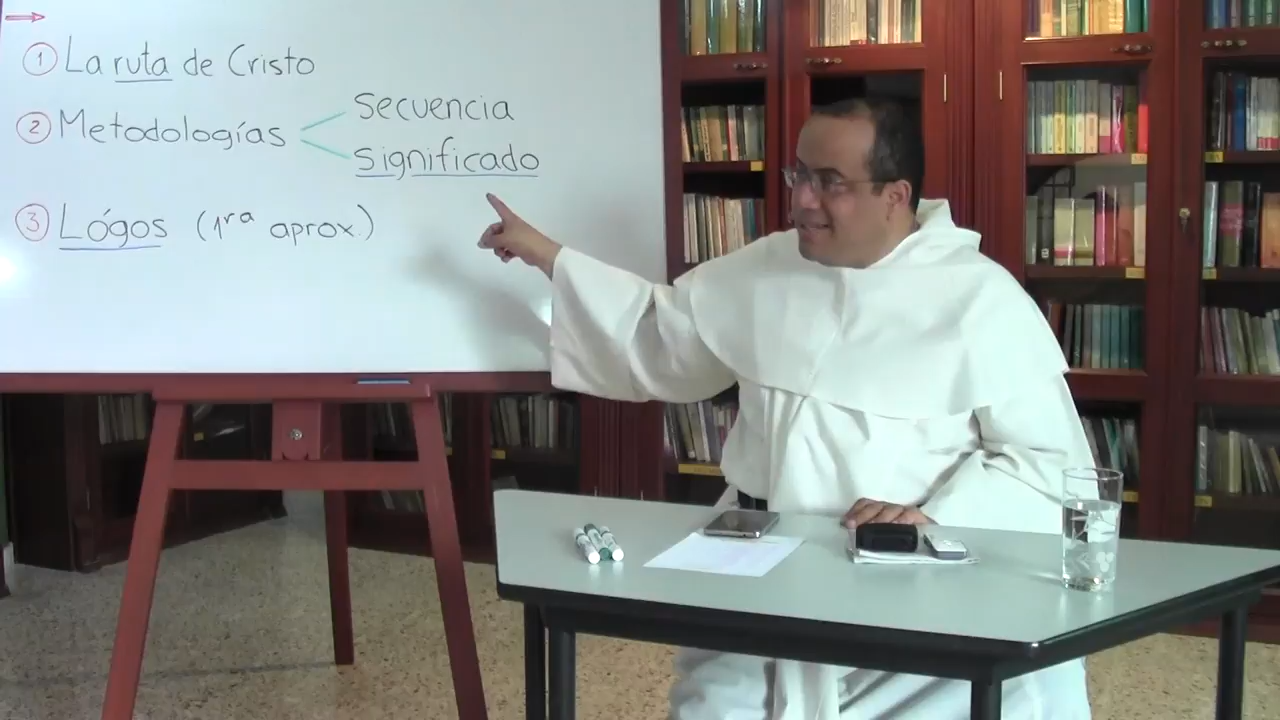 1 La ruta de Cristo
2 Metodologías
Secuencia
Significado
3 Lógos (1ra aprox.)